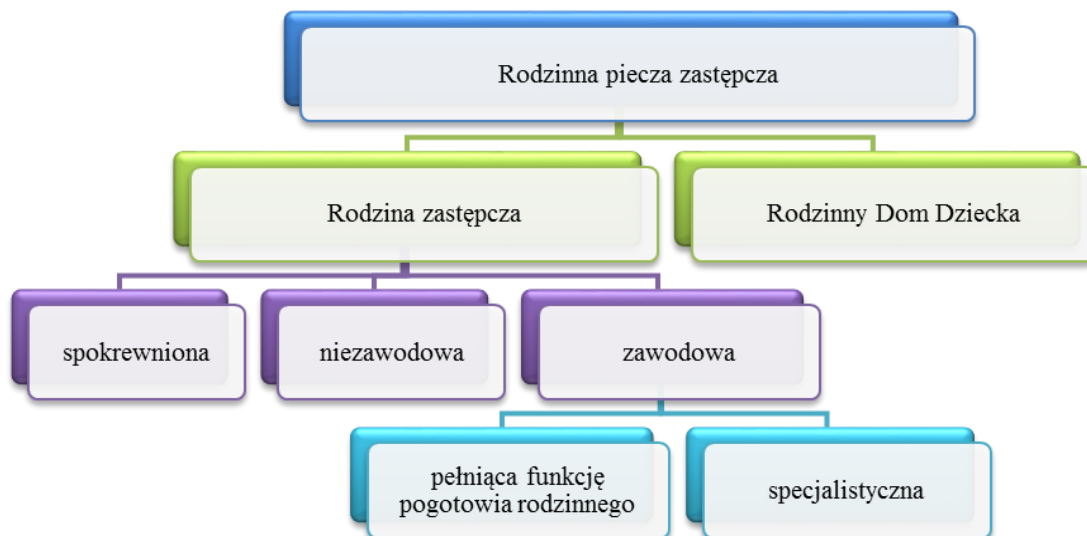 Rodzinna piecza zastępcza
Rodzina zastępcza
Rodzinny Dom Dziecka
spokrewniona
niezawodowa
zawodowa
pełniąca funkcję
pogotowia rodzinnego
specjalistyczna